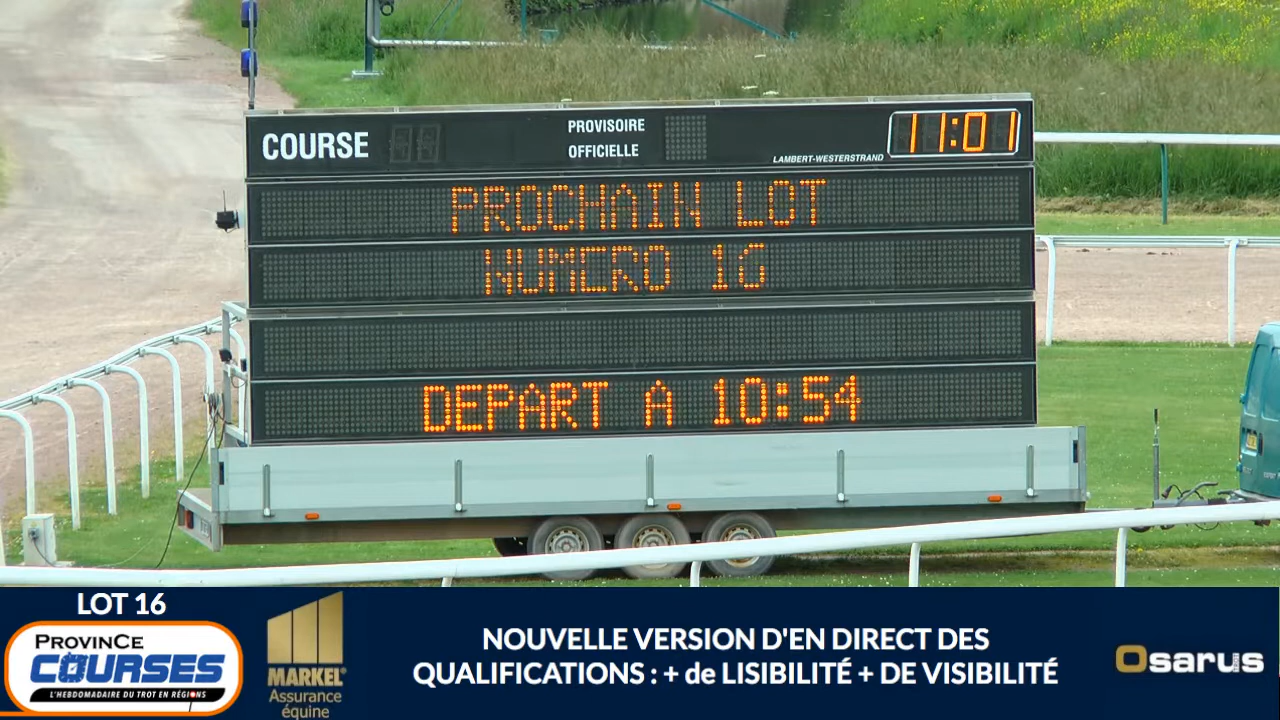 COURSE
PROVISOIRE
OFFICIELLE
11:01
LAMBERT-WESTERSTRAND
PROCHAIN LOT
NUMERO 16
DEPART A 10:54
LOT 16
PROVINCE
COURSES
L'HEBDOMADAIRE DU TROT EN RÉGIONS
MARKEL®
Assurance
équine
NOUVELLE VERSION D'EN DIRECT DES
QUALIFICATIONS : + de LISIBILITÉ + DE VISIBILITÉ
Osarus